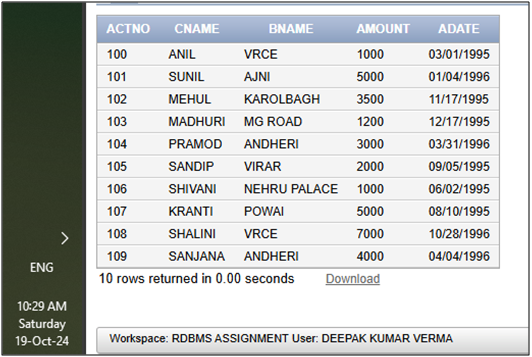 ACTNO CNAME BNAME AMOUNT ADATE
100 ANIL VRCE 1000 03/01/1995
101 SUNIL AJNI 5000 01/04/1996
102 MEHUL KAROLBAGH 3500 11/17/1995
103 MADHURI MG ROAD 1200 12/17/1995
104 PRAMOD ANDHERI 3000 03/31/1996
105 SANDIP VIRAR 2000 09/05/1995
106 SHIVANI NEHRU PALACE 1000 06/02/1995
107 KRANTI POWAI 5000 08/10/1995
108 SHALINI VRCE 7000 10/28/1996
109 SANJANA ANDHERI 4000 04/04/1996
10 rows returned in 0.00 seconds Download
Workspace: RDBMS ASSIGNMENT User: DEEPAK KUMAR VERMA
ENG
10:29 AM
Saturday
19-Oct-24